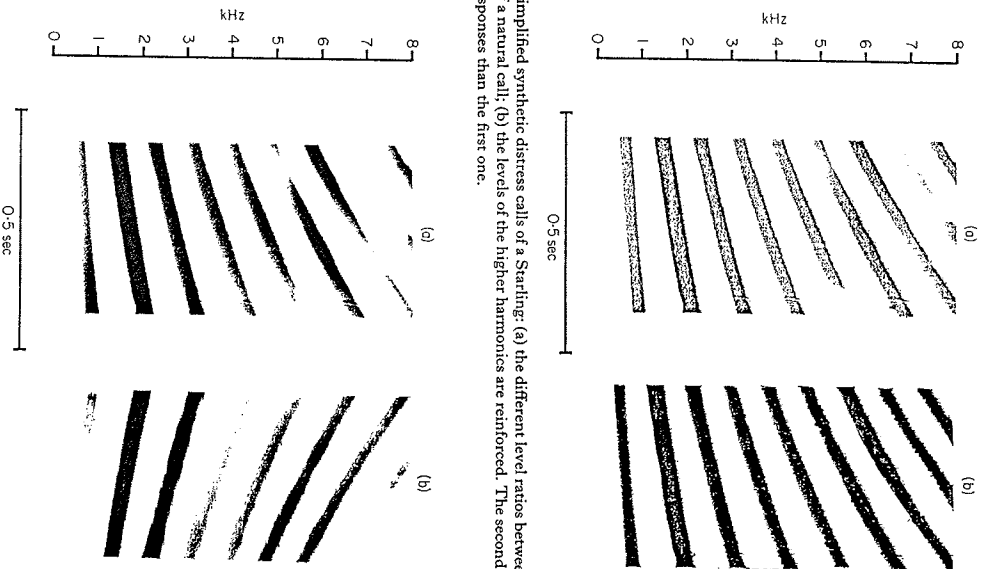 (a) (b)
8
7
6
5
4
3
2
1
0
kHz
0·5 sec
implified synthetic distress calls of a Starling: (a) the different level ratios betwee
a natural call; (b) the levels of the higher harmonics are reinforced. The second
sponses than the first one.
(a) (b)
8
7
6
5
4
3
2
1
0
kHz
0·5 sec